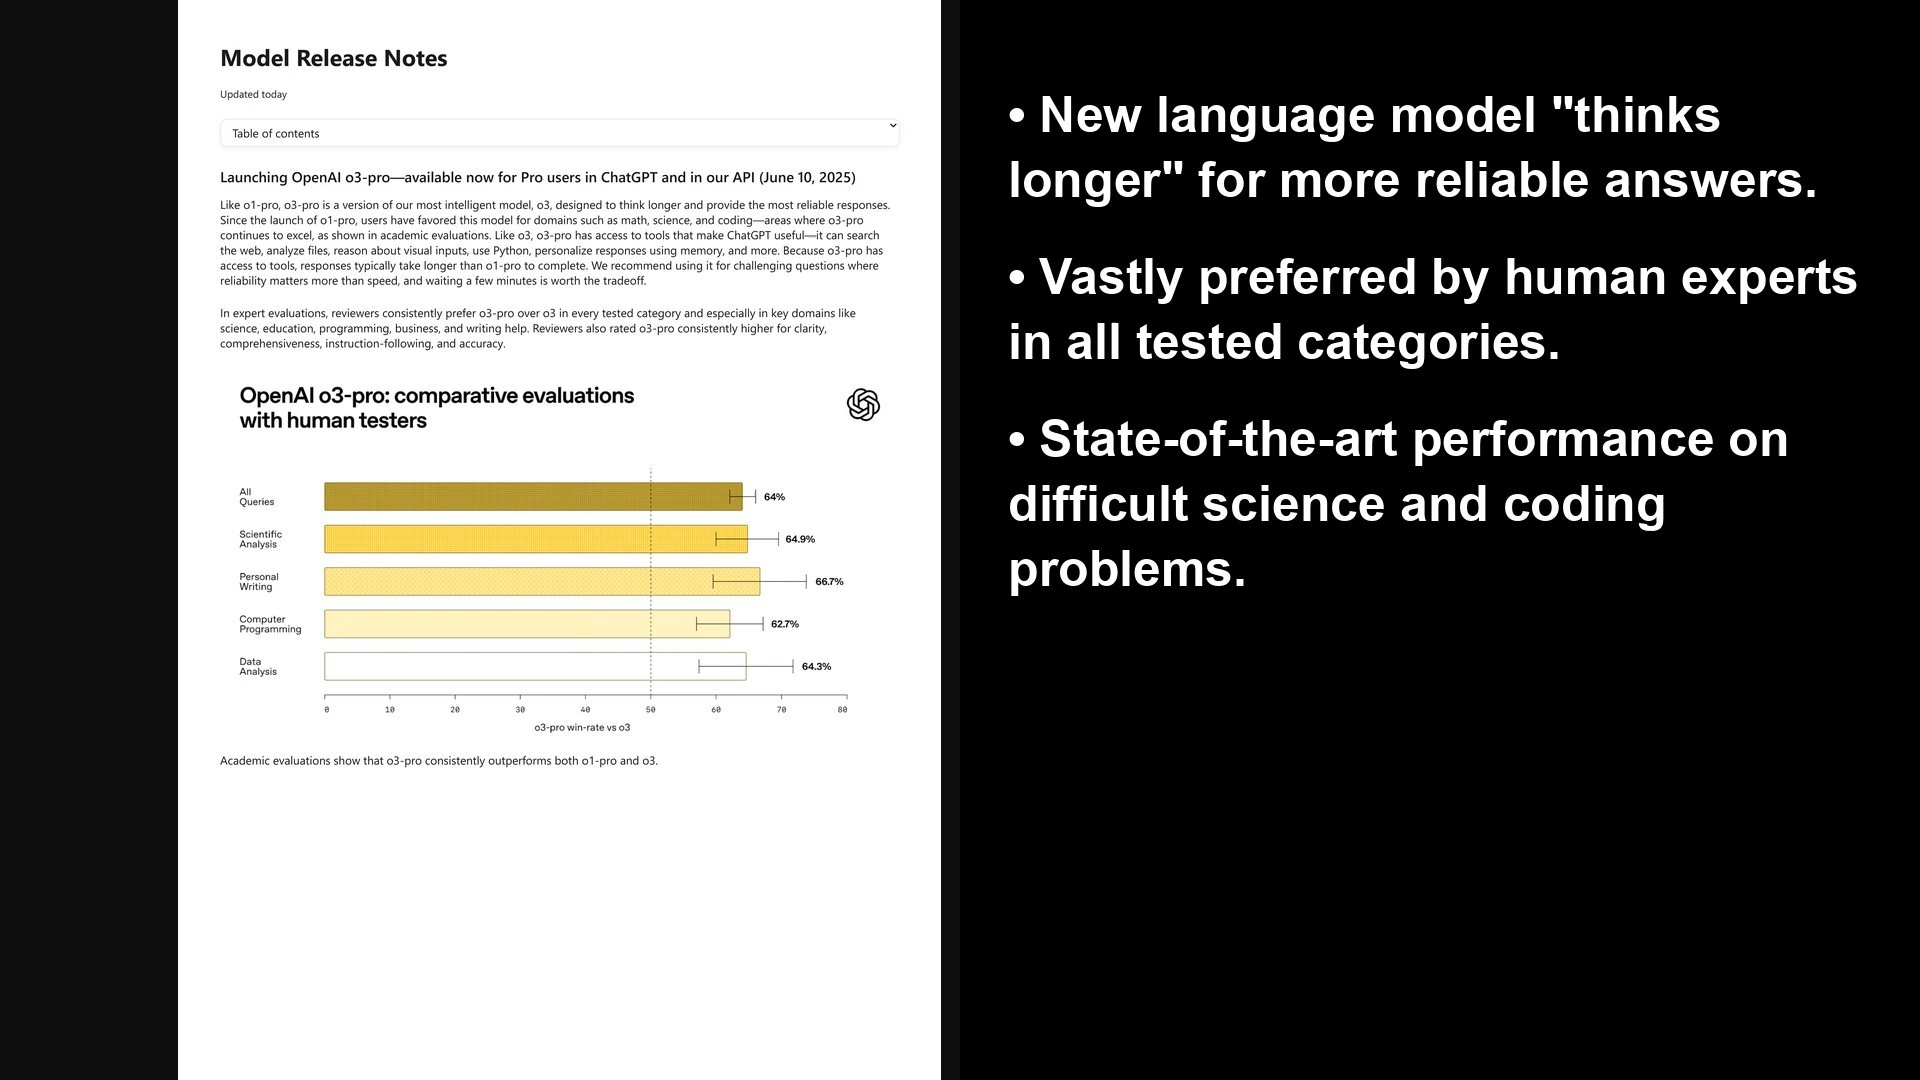 Model Release Notes
Updated today
Table of contents
Launching OpenAI o3-pro—available now for Pro users in ChatGPT and in our API (June 10, 2025)
Like o1-pro, o3-pro is a version of our most intelligent model, o3, designed to think longer and provide the most reliable responses.
Since the launch of o1-pro, users have favored this model for domains such as math, science, and coding—areas where o3-pro
continues to excel, as shown in academic evaluations. Like o3, o3-pro has access to tools that make ChatGPT useful—it can search
the web, analyze files, reason about visual inputs, use Python, personalize responses using memory, and more. Because o3-pro has
access to tools, responses typically take longer than o1-pro to complete. We recommend using it for challenging questions where
reliability matters more than speed, and waiting a few minutes is worth the tradeoff.
In expert evaluations, reviewers consistently prefer o3-pro over o3 in every tested category and especially in key domains like
science, education, programming, business, and writing help. Reviewers also rated o3-pro consistently higher for clarity,
comprehensiveness, instruction-following, and accuracy.
OpenAI o3-pro: comparative evaluations
with human testers
All
Queries
64%
Scientific
Analysis
64.9%
Personal
Writing
66.7%
Computer
Programming
62.7%
Data
Analysis
64.3%
0 10 20 30 40 50 60 70 80
o3-pro win-rate vs o3
Academic evaluations show that o3-pro consistently outperforms both o1-pro and o3.
• New language model "thinks
longer" for more reliable answers.
• Vastly preferred by human experts
in all tested categories.
• State-of-the-art performance on
difficult science and coding
problems.